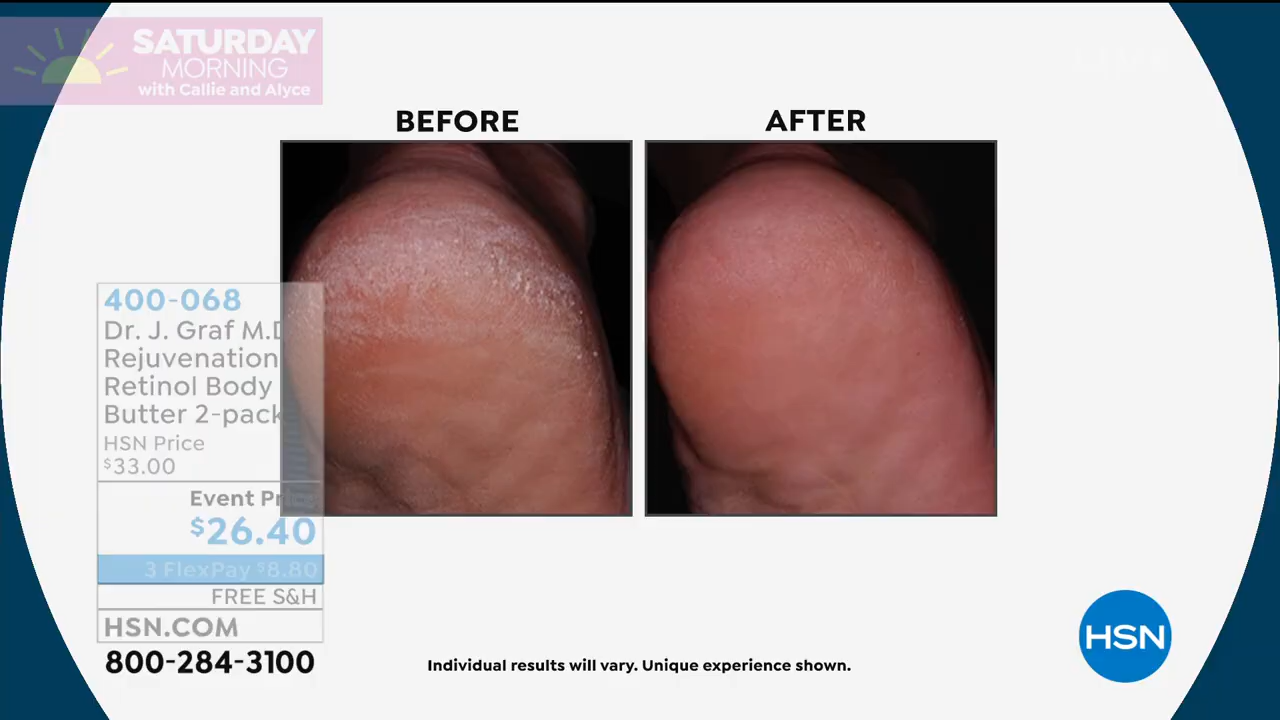 SATURDAY
MORNING
with Callie and Alyce
BEFORE
AFTER
400-068
Dr. J. Graf M.D
Rejuvenation
Retinol Body
Butter 2-pack
HSN Price
$33.00
Event Price
$26.40
3 FlexPay $8.80
FREE S&H
HSN.COM
800-284-3100
Individual results will vary. Unique experience shown.
HSN